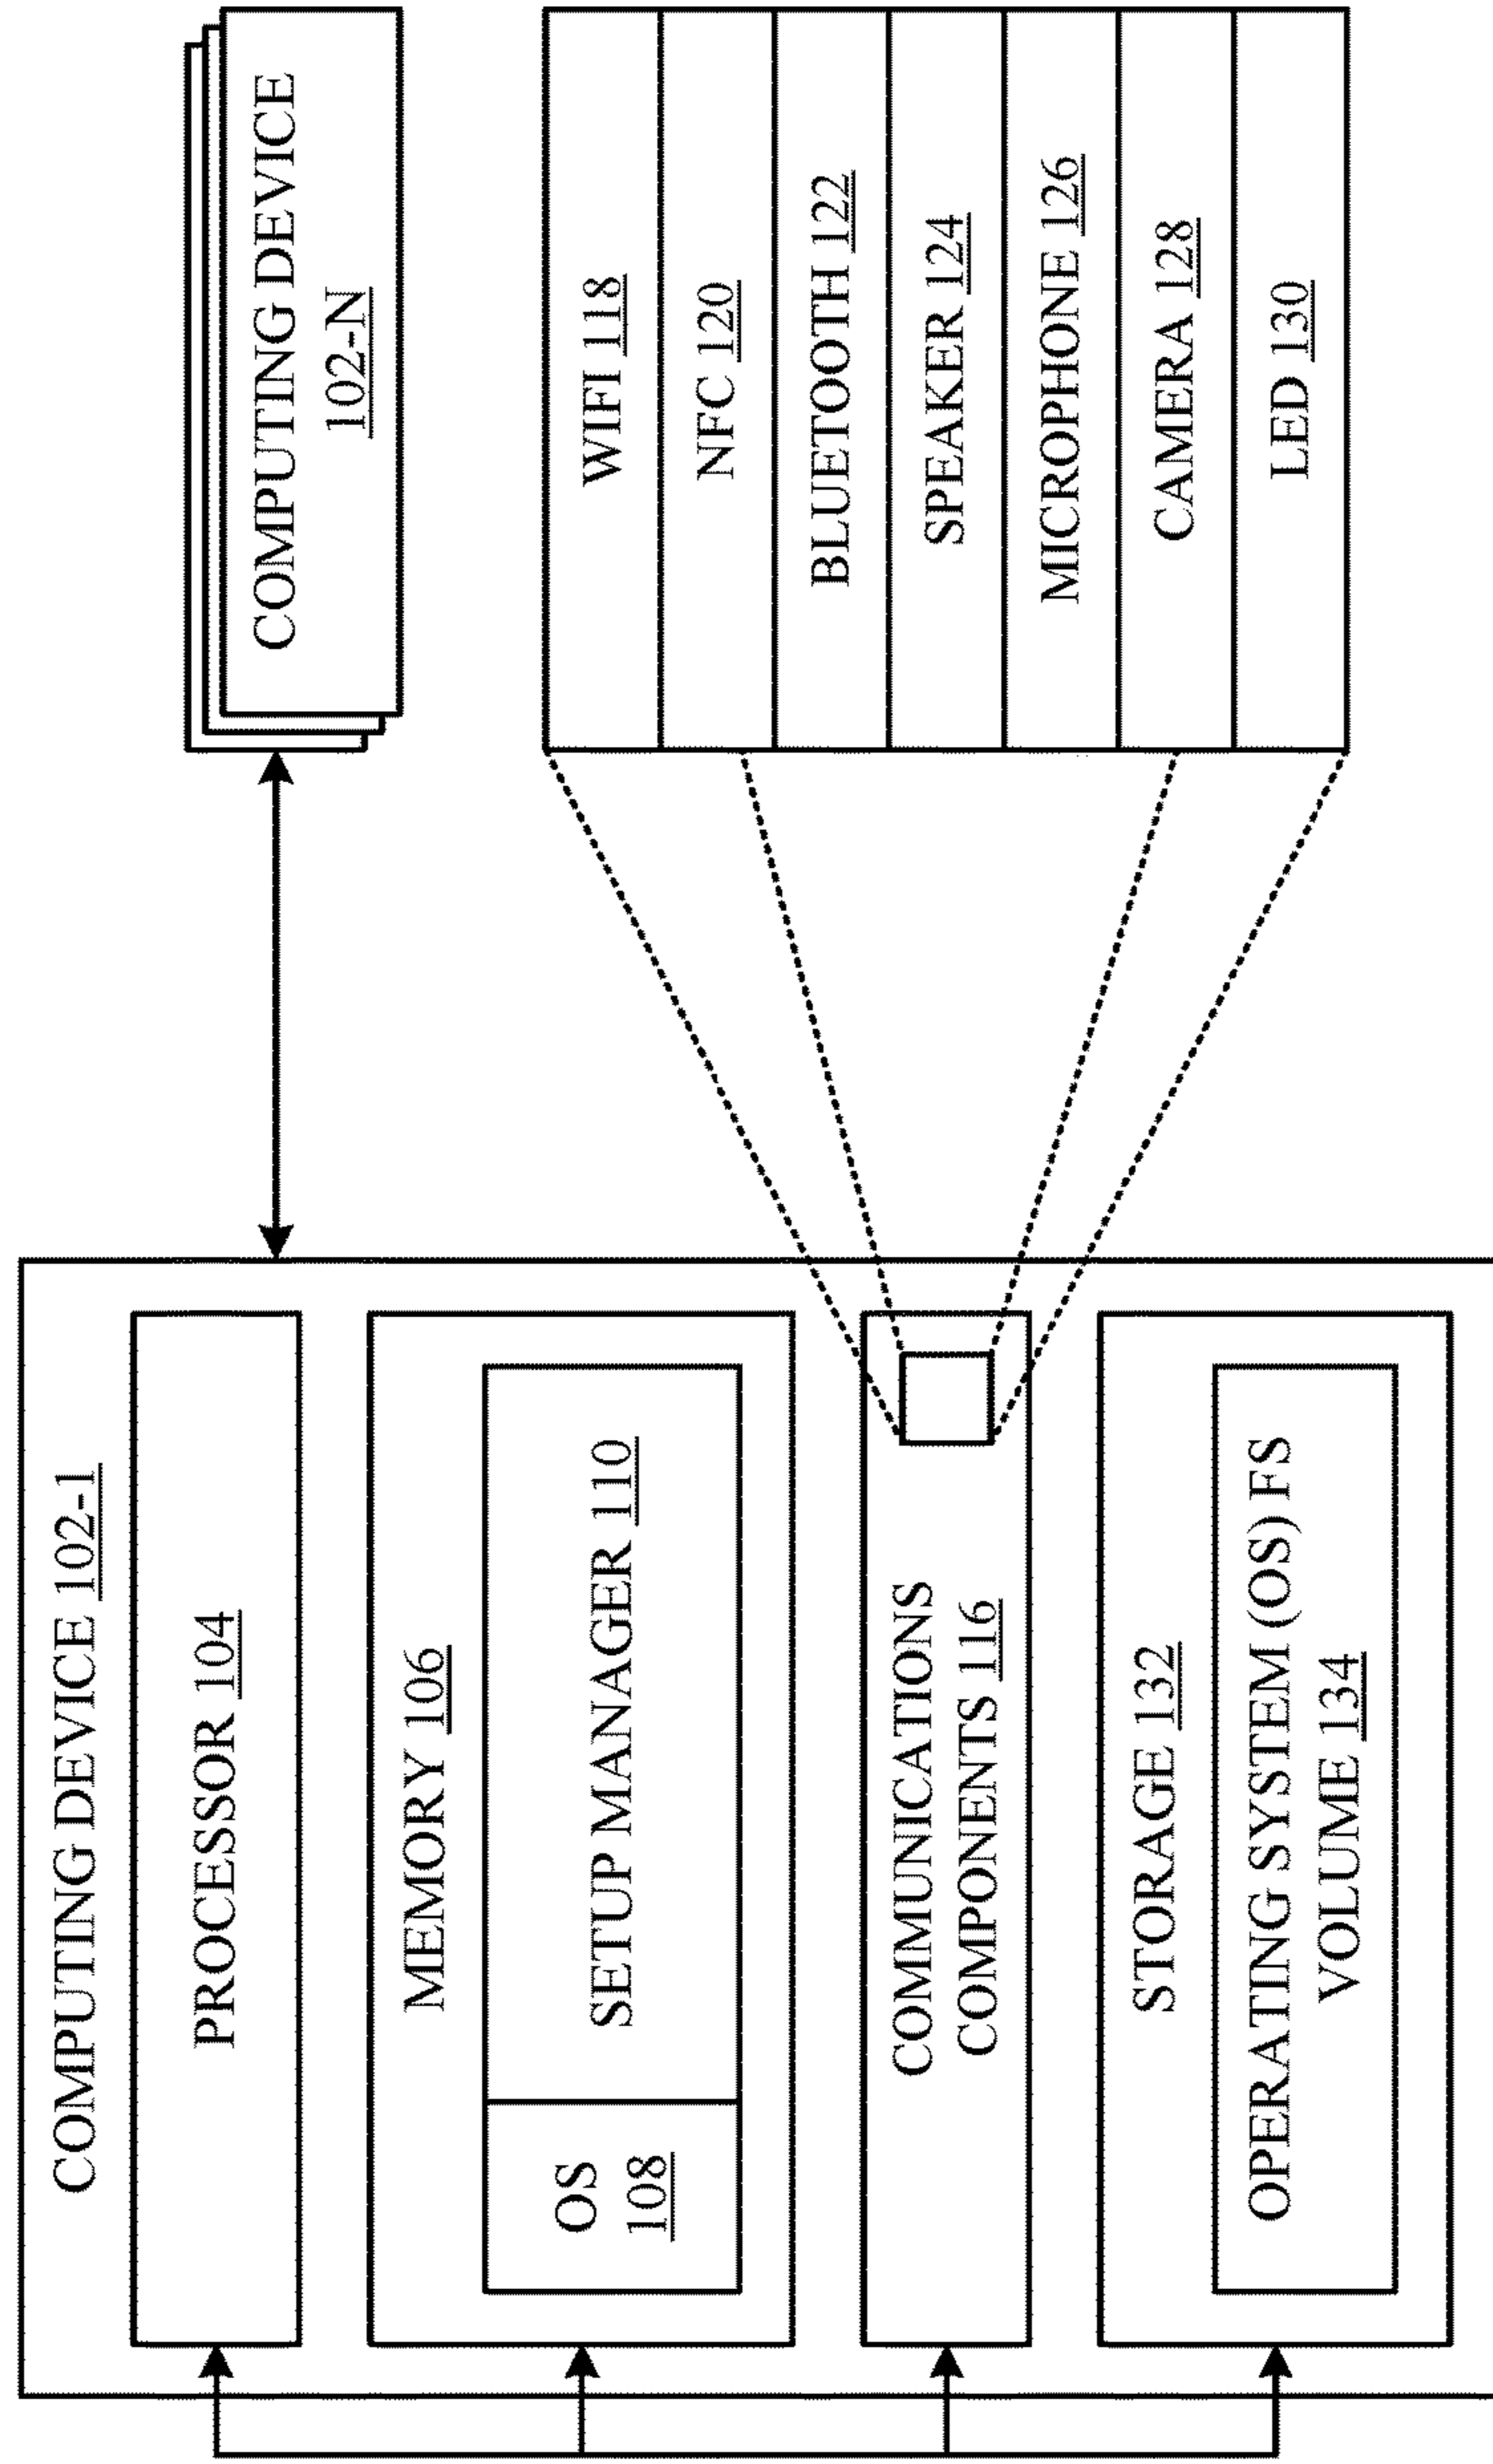 COMPUTING DEVICE 102-1
PROCESSOR 104
MEMORY 106
OS
108
SETUP MANAGER 110
COMMUNICATIONS
COMPONENTS 116
STORAGE 132
OPERATING SYSTEM (OS) FS
VOLUME 134
COMPUTING DEVICE
102-N
WIFI 118
NFC 120
BLUETOOTH 122
SPEAKER 124
MICROPHONE 126
CAMERA 128
LED 130